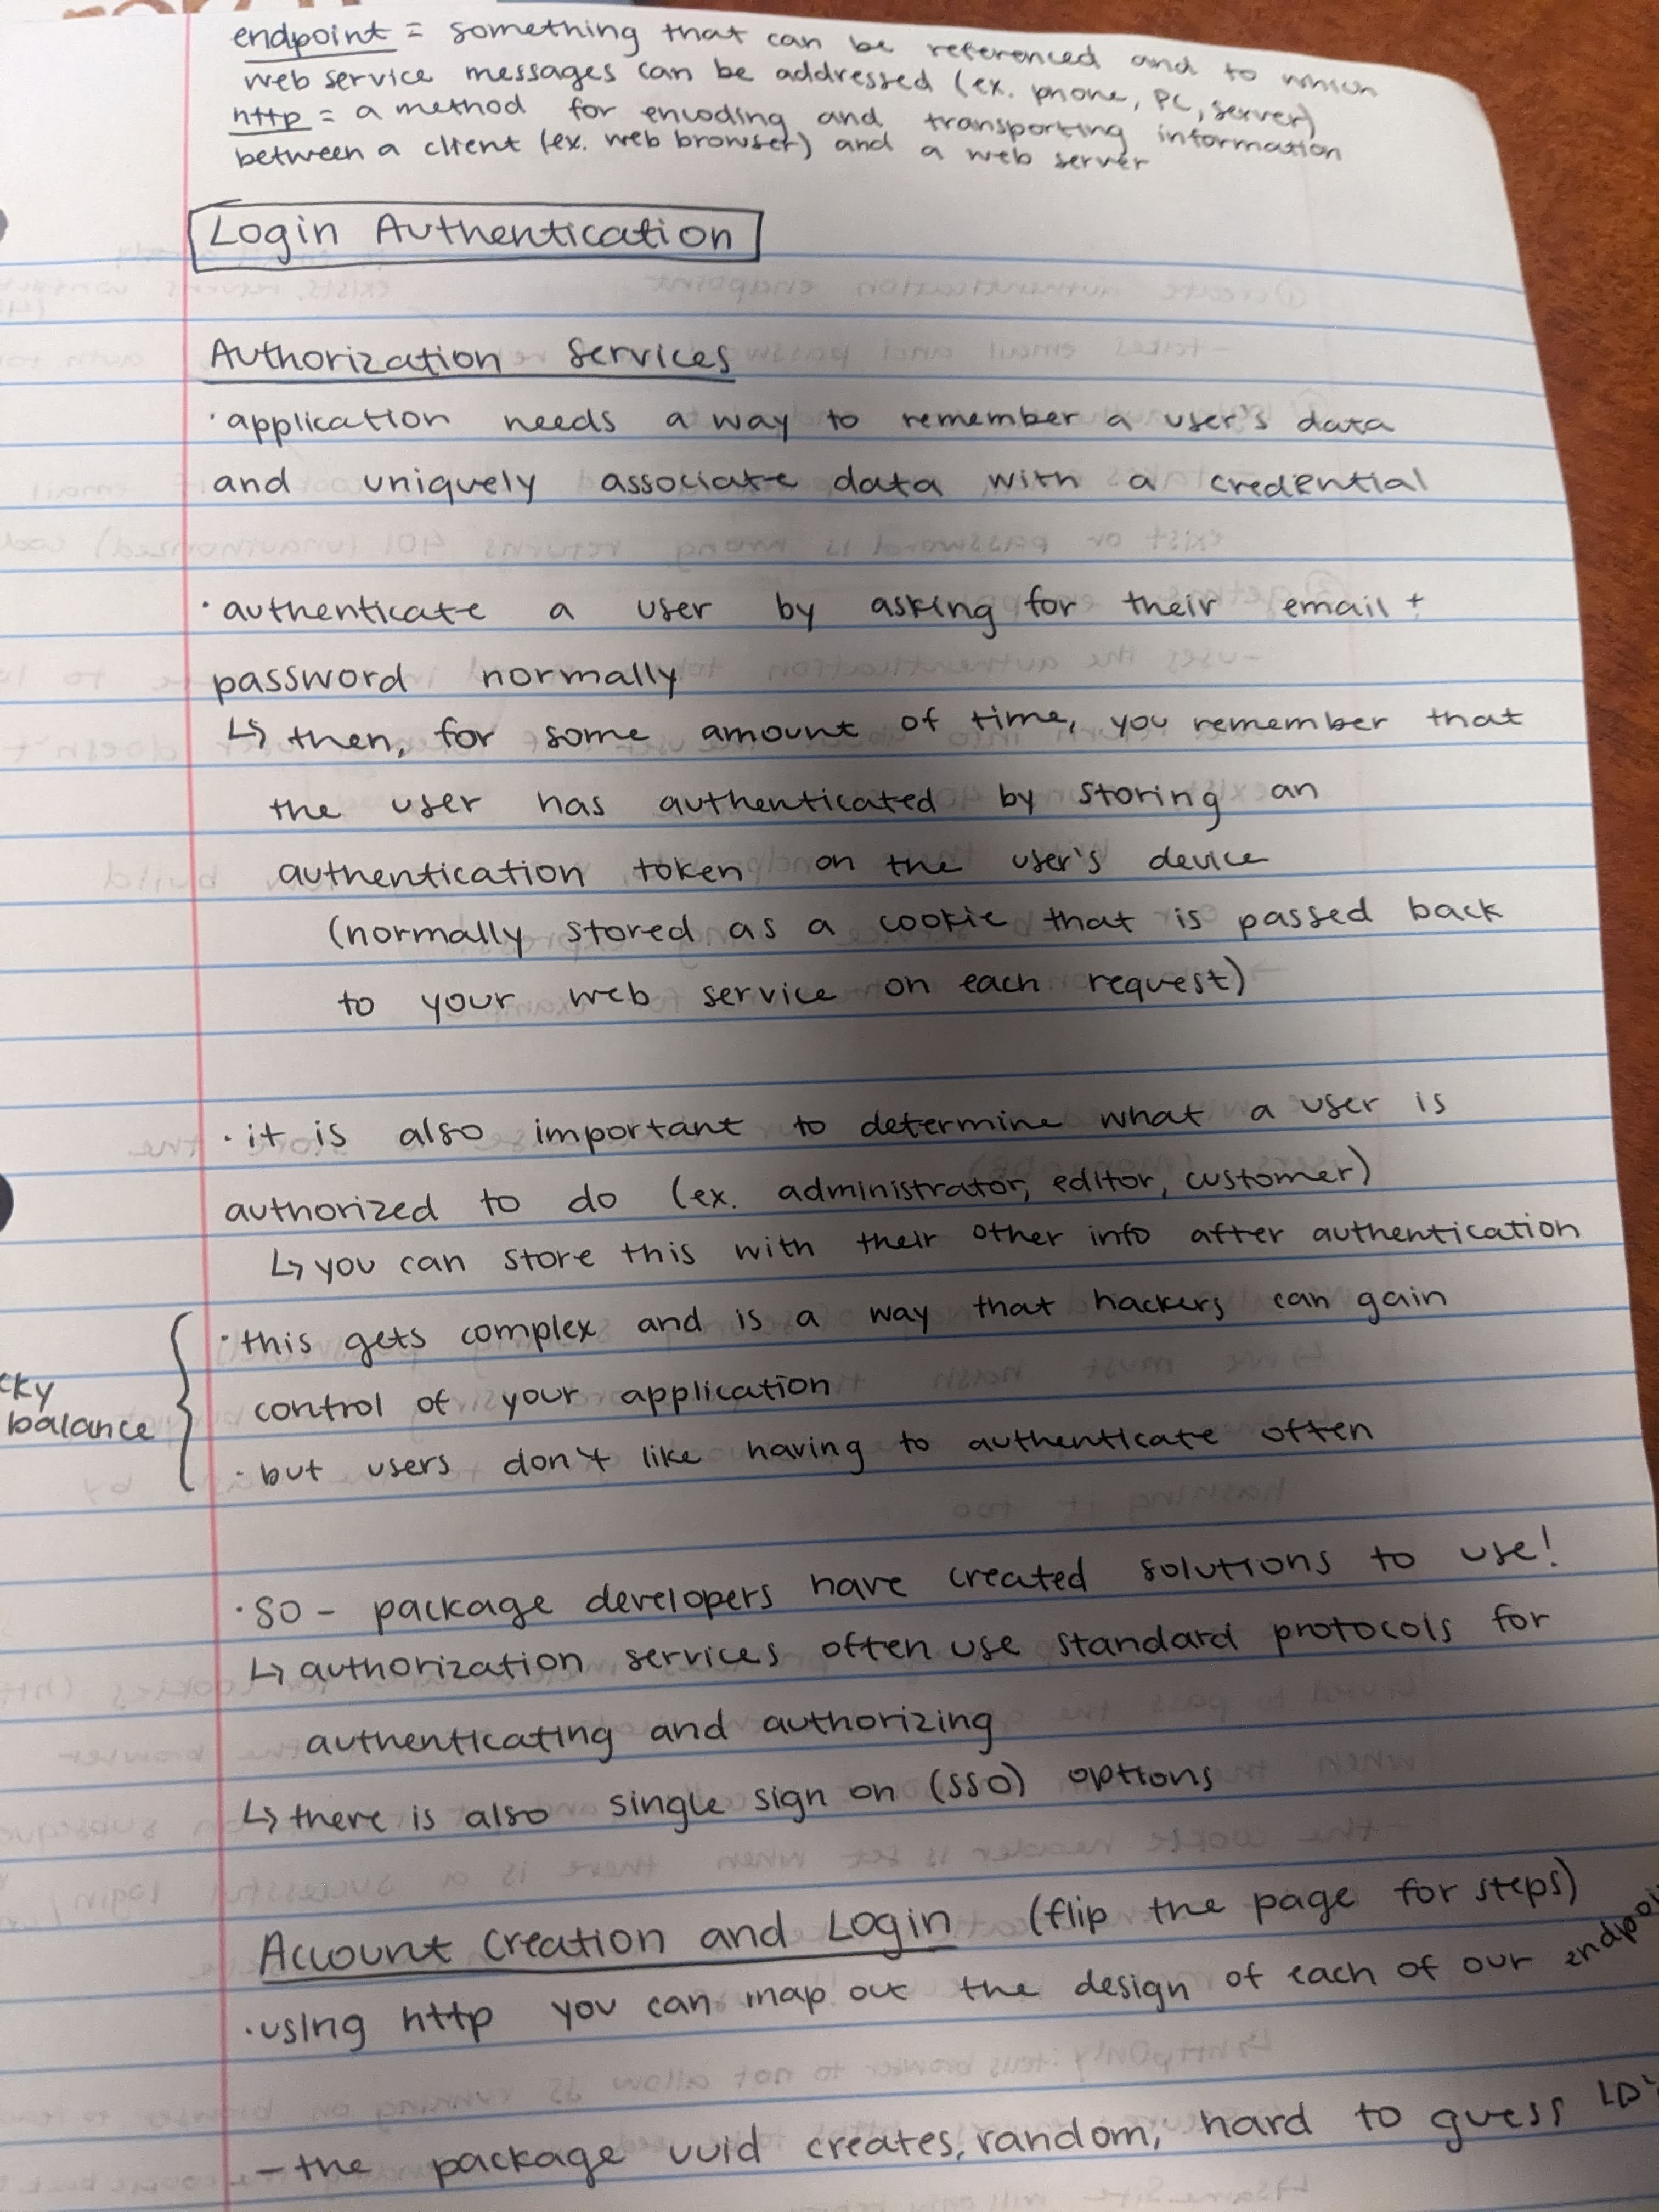 endpoint = something that can be referenced and to which
web service messages can be addressed (ex. phone, PC, server)
http = a method for encoding and transporting information
between a client (ex. web browser) and a web server
Login Authentication
Authorization Services
· application needs a way to remember a user's data
and uniquely associate data with a credential
· authenticate a user by asking for their email +
password normally
↳ then, for some amount of time, you remember that
the user has authenticated by storing an
authentication token on the user's device
(normally stored as a cookie that is passed back
to your web service on each request)
· it is also important to determine what a user is
authorized to do (ex. administrator, editor, customer)
↳ you can store this with their other info after authentication
· this gets complex and is a way that hackers can gain
control of your application
balance
· but users don't like having to authenticate often
· so - package developers have created solutions to use!
↳ authorization services often use standard protocols for
authenticating and authorizing
↳ there is also single sign on (SSO) options
Account Creation and Login (flip the page for steps)
· using http you can map out the design of each of our
- the package uuid creates, random, hard to guess